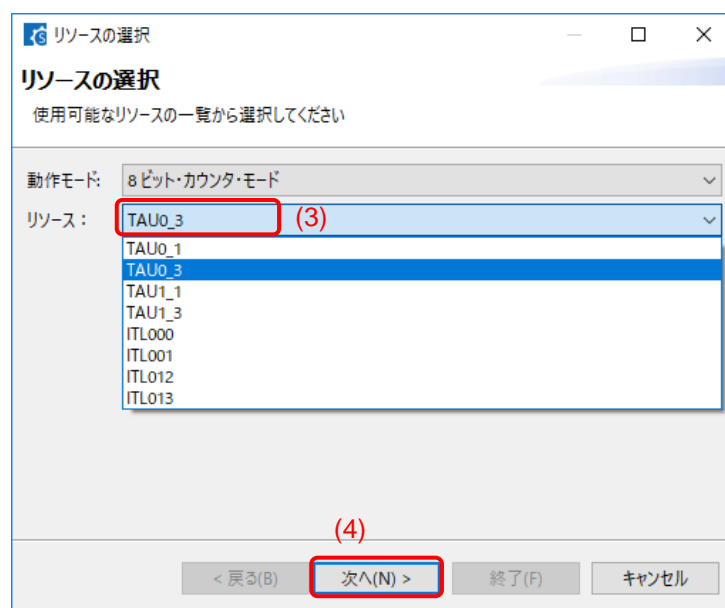 リソースの選択
リソースの選択
使用可能なリソースの一覧から選択してください
動作モード: 8 ビット・カウンタ・モード
リソース： TAU0_3 (3)
TAU0_1
TAU0_3
TAU1_1
TAU1_3
ITL000
ITL001
ITL012
ITL013
(4)
< 戻る(B) 次へ(N) > 終了(F) キャンセル